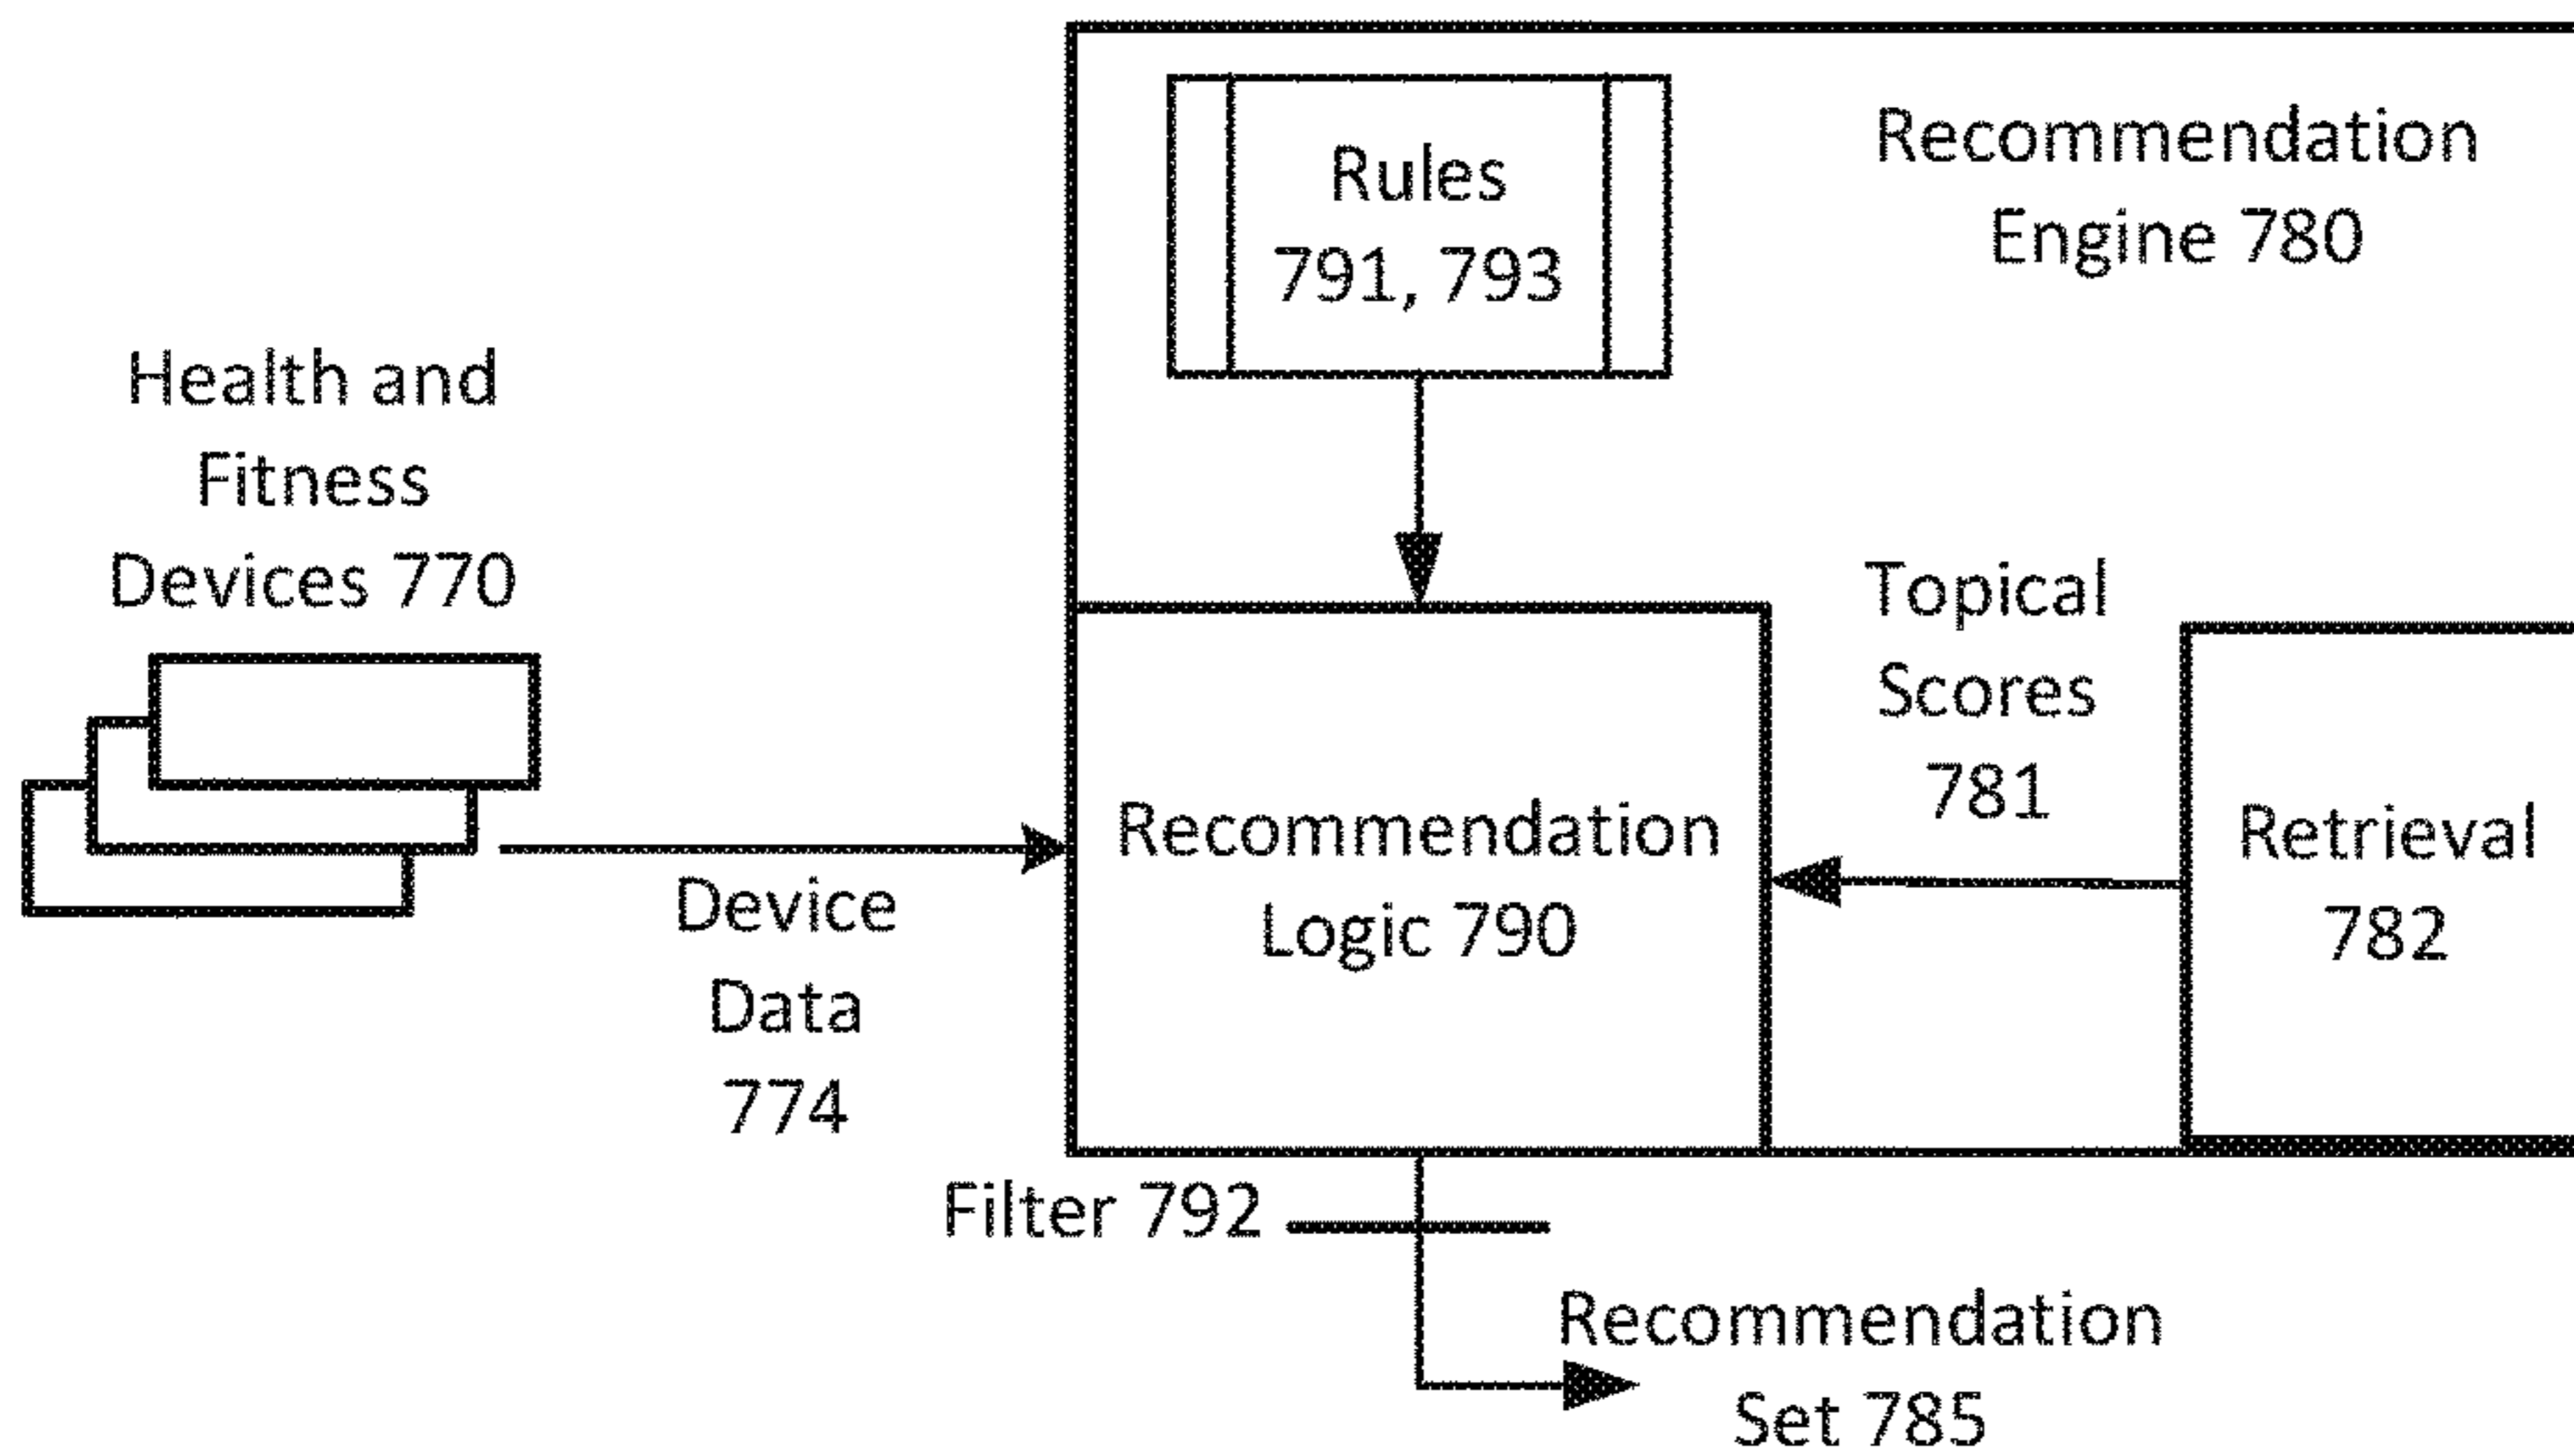 Rules
791, 793
Recommendation
Engine 780
Health and
Fitness
Devices 770
Topical
Scores
781
Recommendation
Logic 790
Retrieval
782
Device
Data
774
Filter 792
Recommendation
Set 785